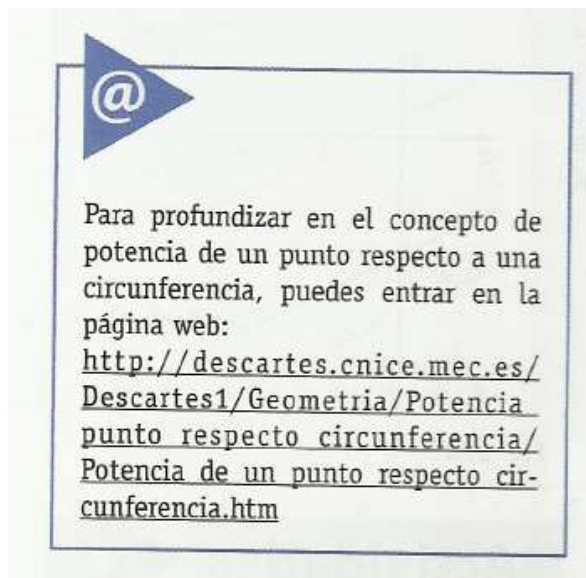 @
Para profundizar en el concepto de
potencia de un punto respecto a una
circunferencia, puedes entrar en la
página web:
http://descartes.cnice.mec.es/
Descartes1/Geometria/Potencia
punto respecto circunferencia/
Potencia de un punto respecto cir-
cunferencia.htm